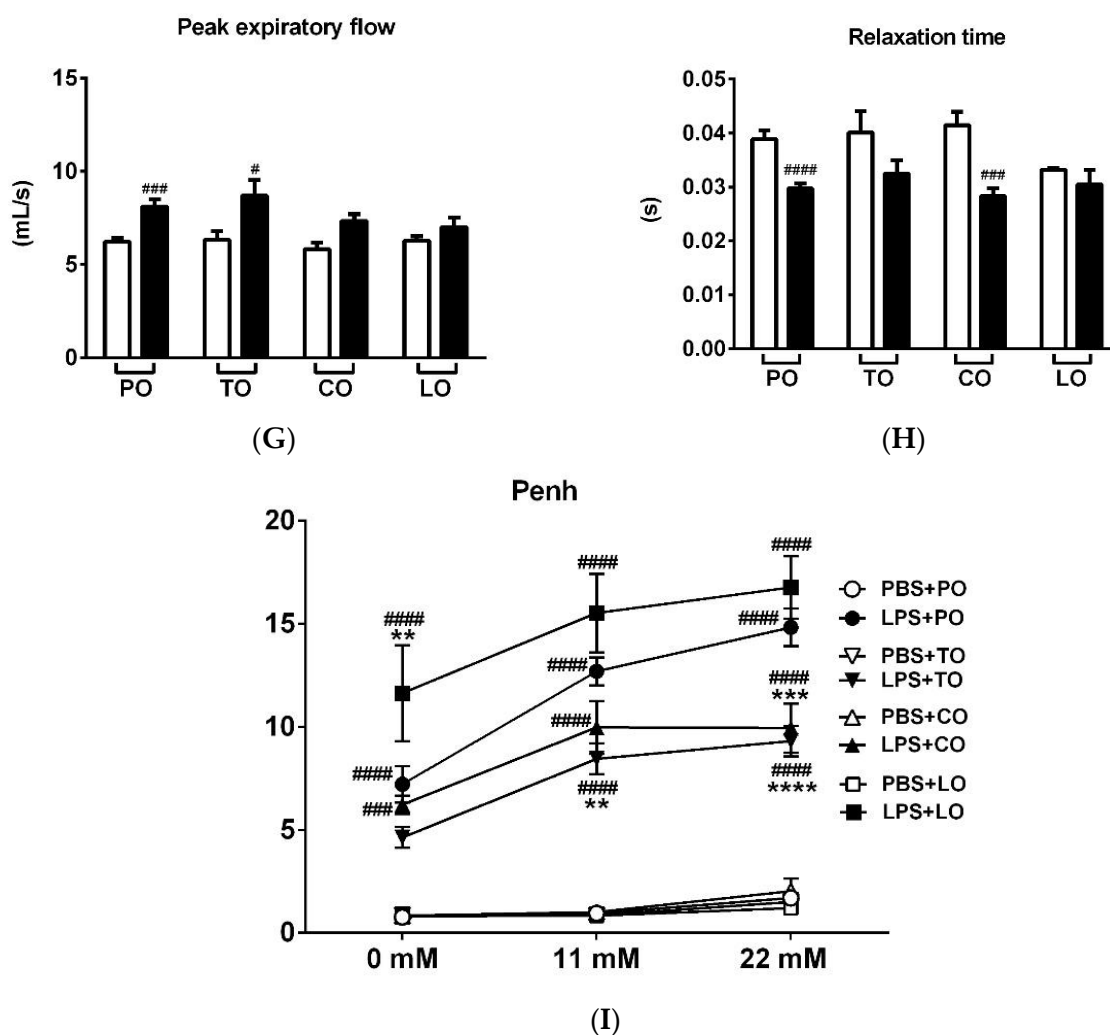 Peak expiratory flow
15
10
5
0
(mL/s)
###
#
PO TO CO LO
(G)
Relaxation time
0.05
0.04
0.03
0.02
0.01
0.00
(s)
####
###
PO TO CO LO
(H)
Penh
20
15
10
5
0
####
**
####
###
####
####
####
####
**
####
####
####
***
####
****
0 mM 11 mM 22 mM
PBS+PO
LPS+PO
PBS+TO
LPS+TO
PBS+CO
LPS+CO
PBS+LO
LPS+LO
(I)